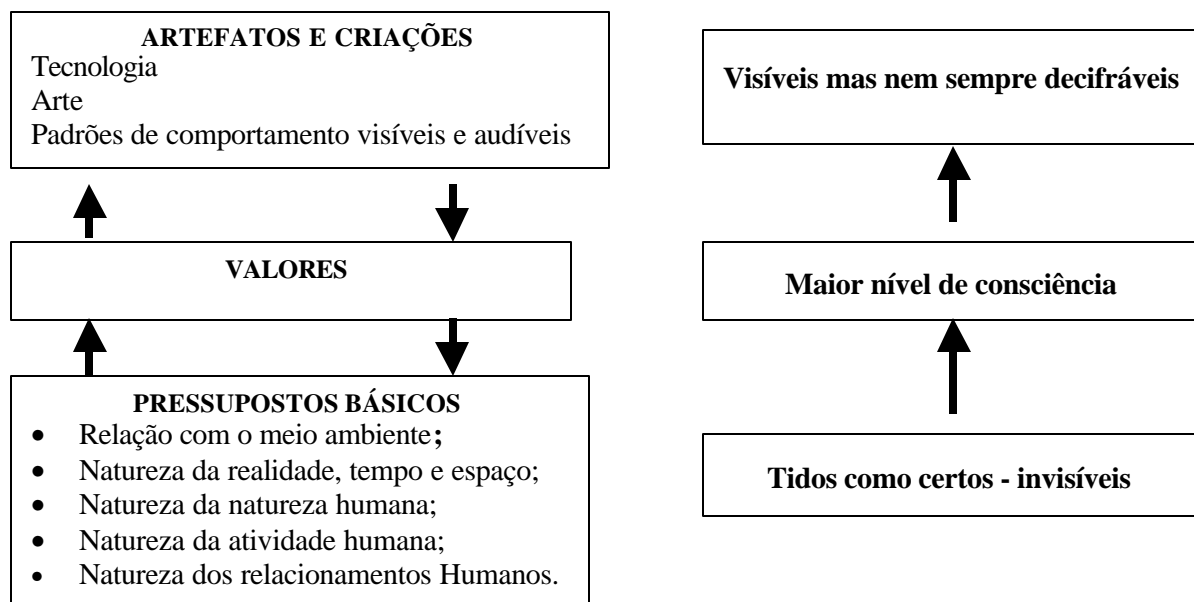 ARTEFATOS E CRIAÇÕES
Tecnologia
Arte
Padrões de comportamento visíveis e audíveis
VALORES
PRESSUPOSTOS BÁSICOS
• Relação com o meio ambiente;
• Natureza da realidade, tempo e espaço;
• Natureza da natureza humana;
• Natureza da atividade humana;
• Natureza dos relacionamentos Humanos.
Visíveis mas nem sempre decifráveis
Maior nível de consciência
Tidos como certos - invisíveis